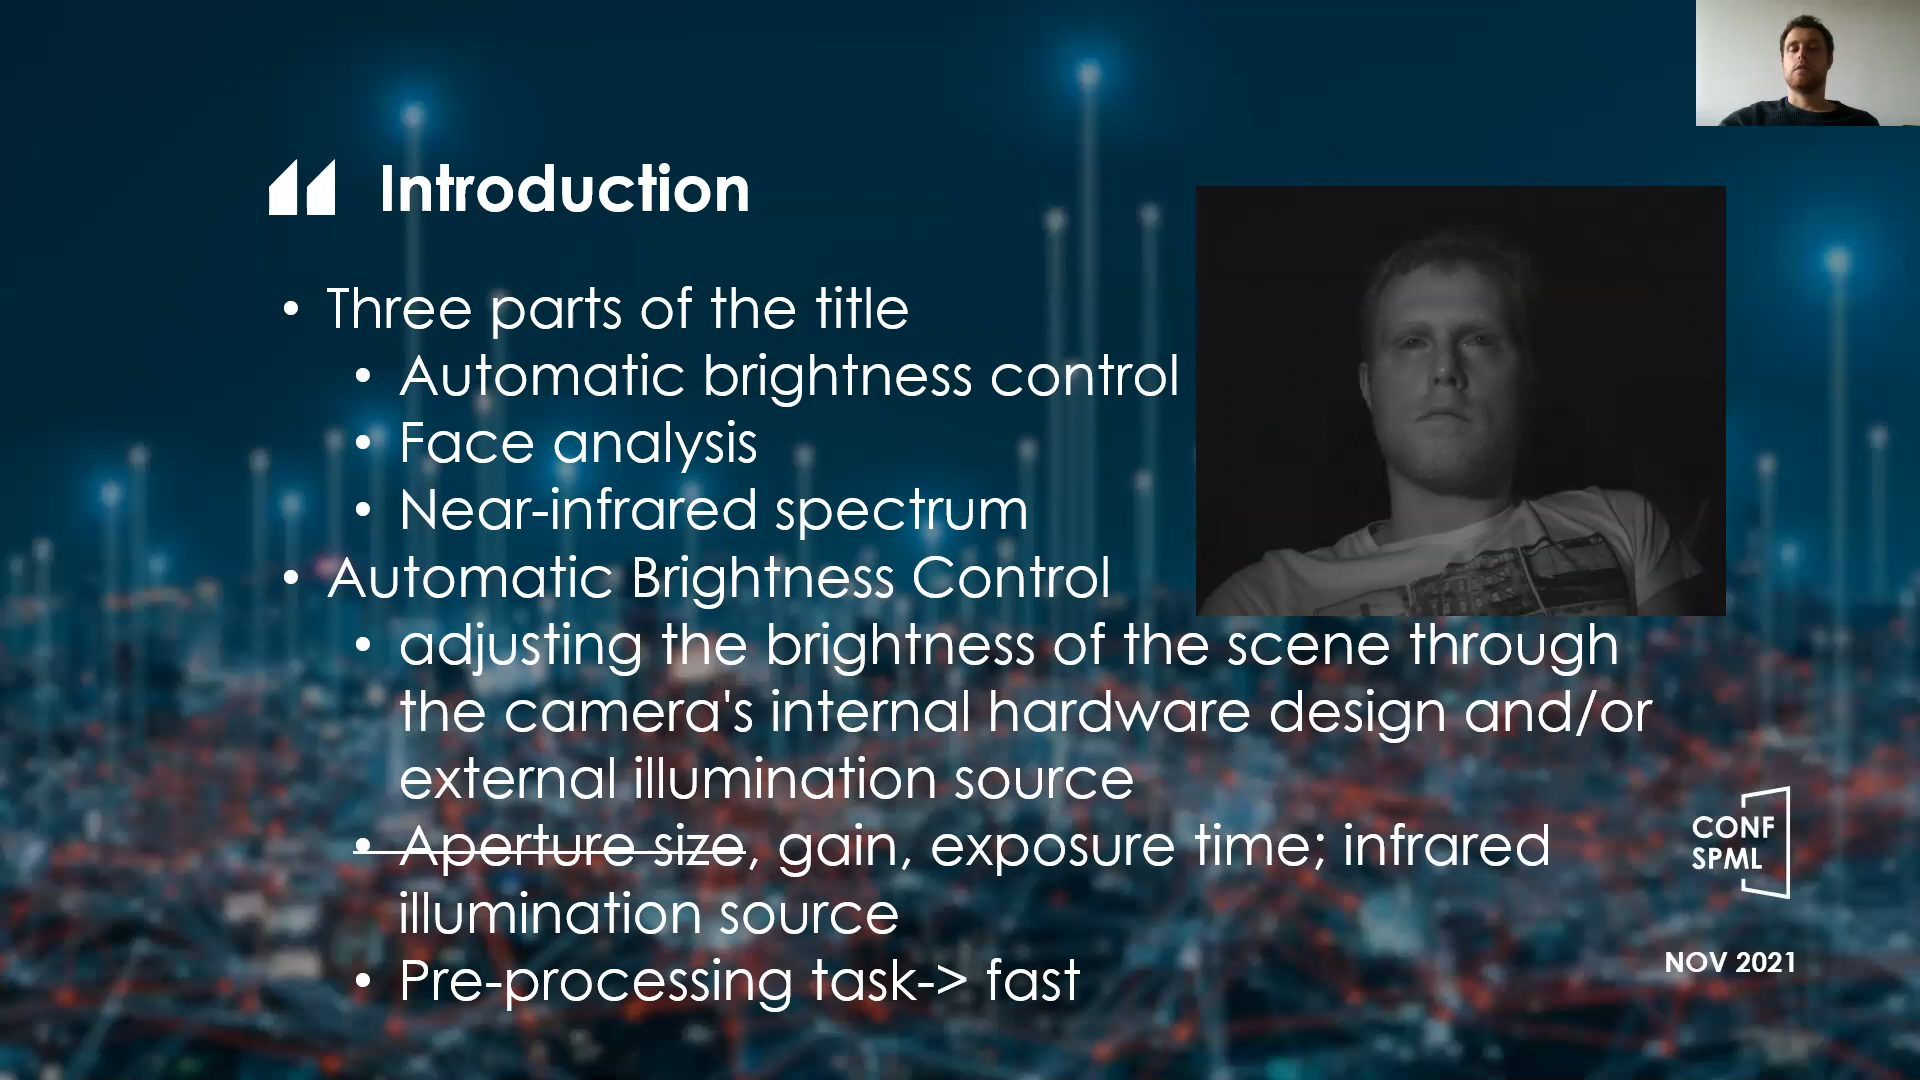 Introduction
• Three parts of the title
• Automatic brightness control
• Face analysis
• Near-infrared spectrum
• Automatic Brightness Control
• adjusting the brightness of the scene through
the camera's internal hardware design and/or
external illumination source
• Aperture size, gain, exposure time; infrared
illumination source
• Pre-processing task-> fast
CONF
SPML
NOV 2021